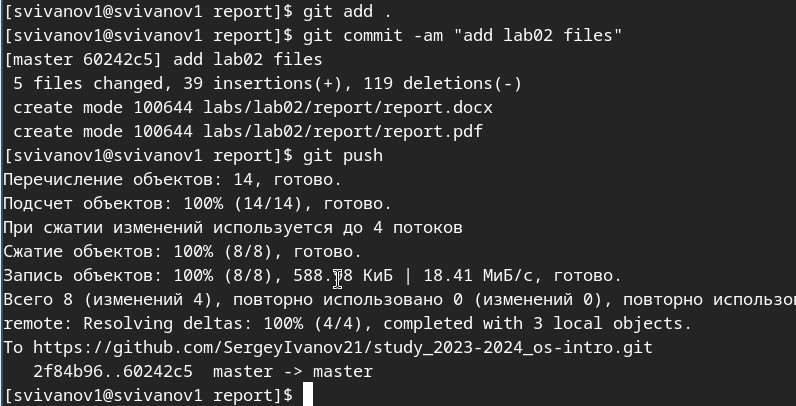 [svivanov1@svivanov1 report]$ git add .
[svivanov1@svivanov1 report]$ git commit -am "add lab02 files"
[master 60242c5] add lab02 files
 5 files changed, 39 insertions(+), 119 deletions(-)
 create mode 100644 labs/lab02/report/report.docx
 create mode 100644 labs/lab02/report/report.pdf
[svivanov1@svivanov1 report]$ git push
Перечисление объектов: 14, готово.
Подсчет объектов: 100% (14/14), готово.
При сжатии изменений используется до 4 потоков
Сжатие объектов: 100% (8/8), готово.
Запись объектов: 100% (8/8), КиБ | 18.41 МиБ/с, готово.
Всего 8 (изменений 4), повторно использовано 0 (изменений 0), повторно использо
remote: Resolving deltas: 100% (4/4), completed with 3 local objects.
To https://github.com/SergeyIvanov21/study_2023-2024_os-intro.git
   2f84b96..60242c5  master -> master
[svivanov1@svivanov1 report]$